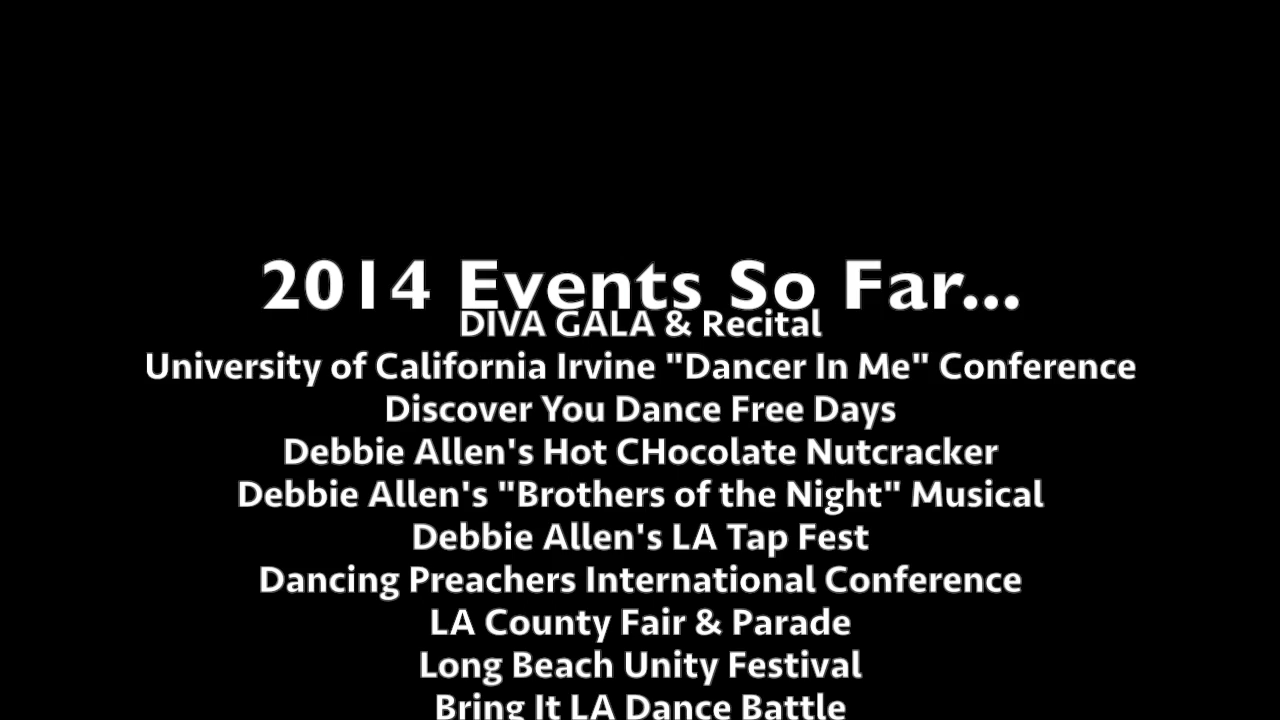 2014 Events So Far...
DIVA GALA & Recital
University of California Irvine "Dancer In Me" Conference
Discover You Dance Free Days
Debbie Allen's Hot CHocolate Nutcracker
Debbie Allen's "Brothers of the Night" Musical
Debbie Allen's LA Tap Fest
Dancing Preachers International Conference
LA County Fair & Parade
Long Beach Unity Festival
Bring It LA Dance Battle